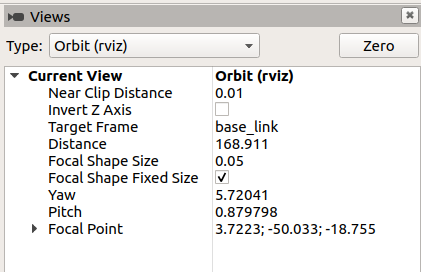 Views
Type: Orbit (rviz) Zero
Current View Orbit (rviz)
Near Clip Distance 0.01
Invert Z Axis
Target Frame base_link
Distance 168.911
Focal Shape Size 0.05
Focal Shape Fixed Size
Yaw 5.72041
Pitch 0.879798
Focal Point 3.7223; -50.033; -18.755